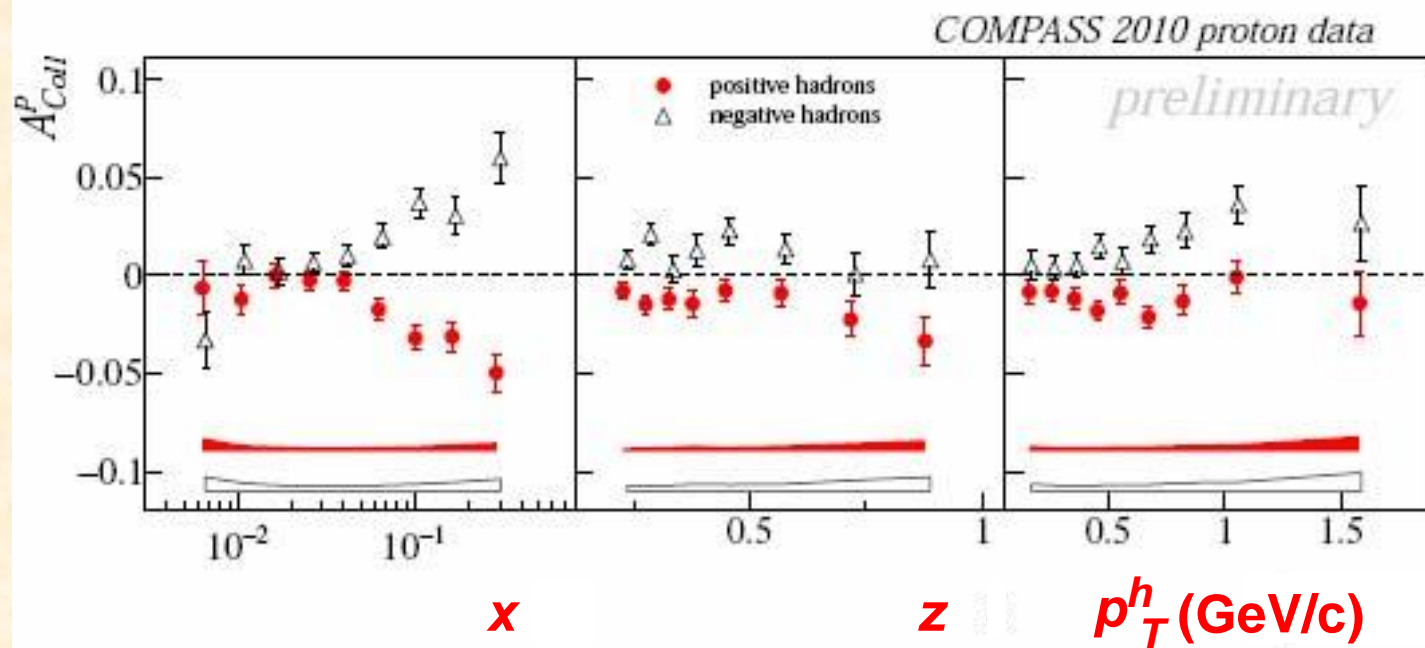 COMPASS 2010 proton data
preliminary
A^p_Coll
0.1
0.05
0
−0.05
−0.1
positive hadrons
negative hadrons
10⁻² 10⁻¹ 0.5 1 0.5 1 1.5
x z p^h_T (GeV/c)